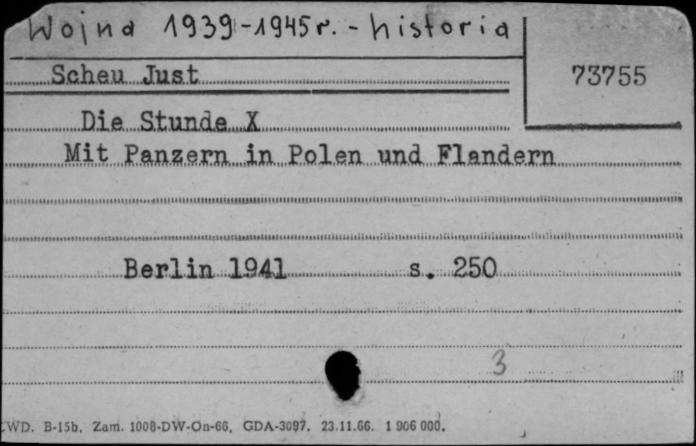 Wojna 1939-1945r. - historia
Scheu Just
73755
Die Stunde X
Mit Panzern in Polen und Flandern
Berlin 1941 s. 250
3
CWD. B-15b. Zam. 1008-DW-On-66. GDA-3097. 23.11.66. 1 906 000.